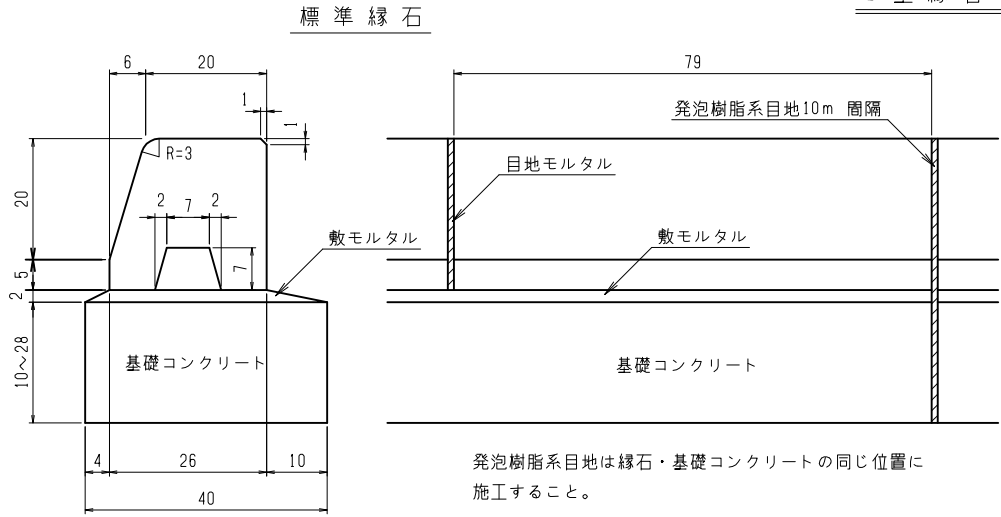 標準縁石
6
20
79
1
1
発泡樹脂系目地10m 間隔
R=3
目地モルタル
20
2
7
2
敷モルタル
敷モルタル
7
5
2
10～28
基礎コンクリート
基礎コンクリート
4
26
10
40
発泡樹脂系目地は縁石・基礎コンクリートの同じ位置に
施工すること。